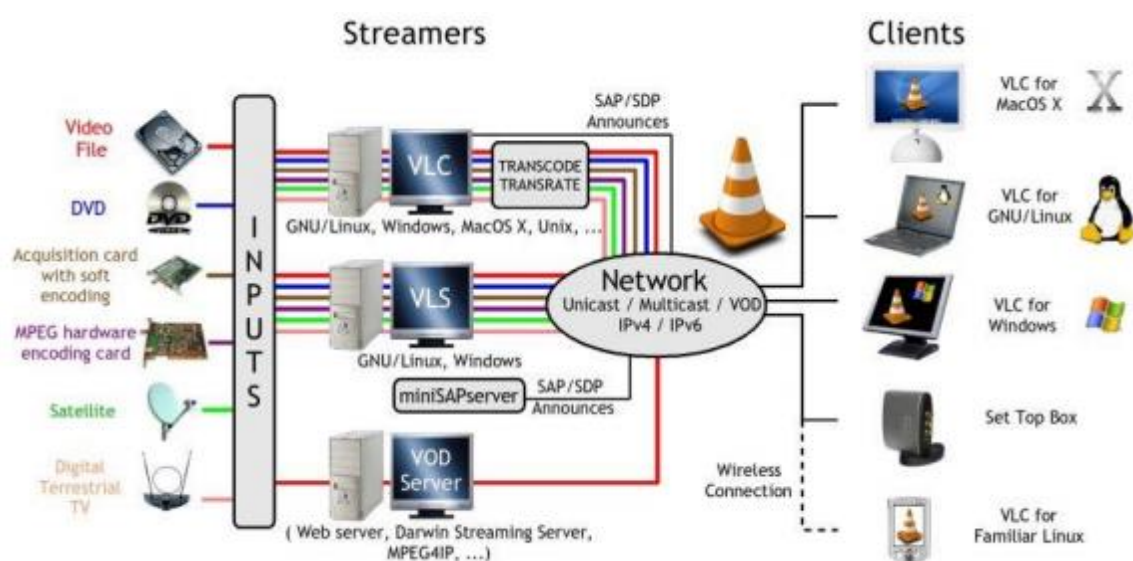 Streamers
Clients
Video
File
DVD
DVD
Acquisition card
with soft
encoding
MPEG hardware
encoding card
Satellite
Digital
Terrestrial
TV
INPUTS
VLC
TRANSCODE
TRANSRATE
SAP/SDP
Announces
GNU/Linux, Windows, MacOS X, Unix, ...
VLS
GNU/Linux, Windows
miniSAPserver
SAP/SDP
Announces
VOD
Server
( Web server, Darwin Streaming Server,
MPEG4IP, ...)
Network
Unicast / Multicast / VOD
IPv4 / IPv6
Wireless
Connection
VLC for
MacOS X
X
VLC for
GNU/Linux
VLC for
Windows
Set Top Box
VLC for
Familiar Linux